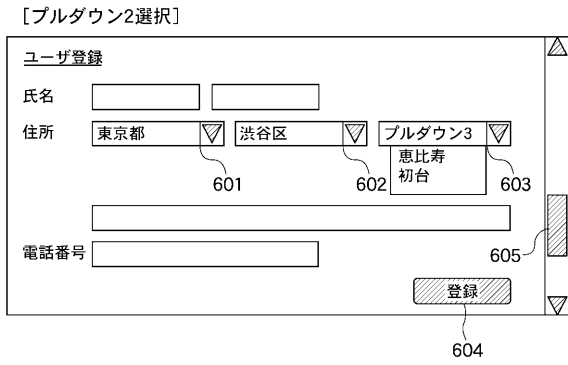 ［プルダウン2選択］
ユーザ登録
氏名
住所 東京都 渋谷区 プルダウン3
恵比寿
初台
601 602 603
電話番号
605
登録
604